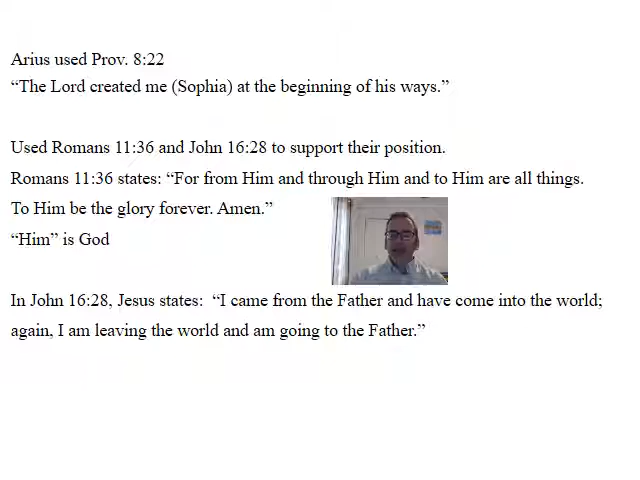 Arius used Prov. 8:22
“The Lord created me (Sophia) at the beginning of his ways.”
Used Romans 11:36 and John 16:28 to support their position.
Romans 11:36 states: “For from Him and through Him and to Him are all things.
To Him be the glory forever. Amen.”
“Him” is God
In John 16:28, Jesus states:  “I came from the Father and have come into the world;
again, I am leaving the world and am going to the Father.”